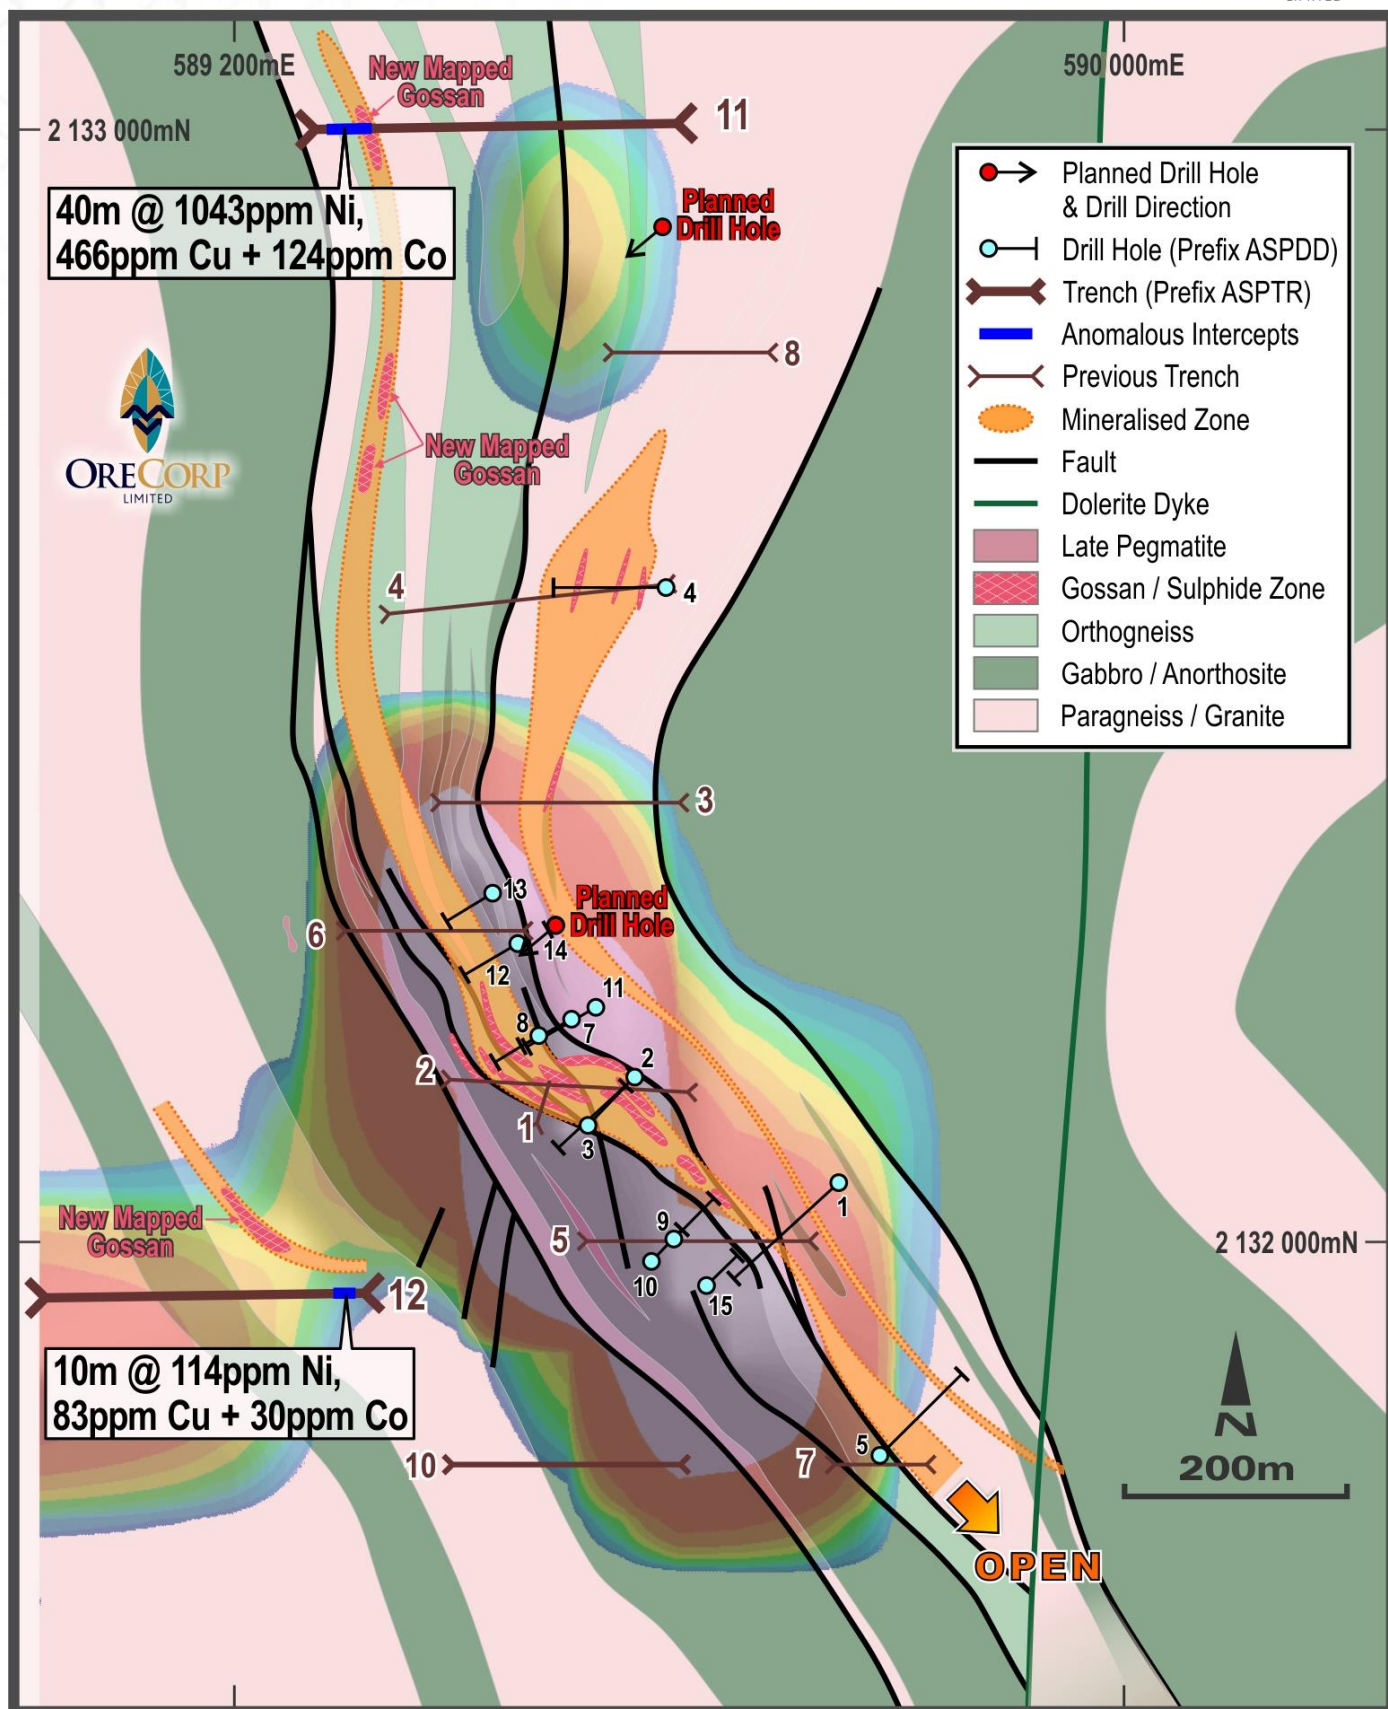 589 200mE
590 000mE
New Mapped
Gossan
11
2 133 000mN
40m @ 1043ppm Ni,
466ppm Cu + 124ppm Co
Planned
Drill Hole
Planned Drill Hole
& Drill Direction
Drill Hole (Prefix ASPDD)
Trench (Prefix ASPTR)
Anomalous Intercepts
Previous Trench
Mineralised Zone
Fault
Dolerite Dyke
Late Pegmatite
Gossan / Sulphide Zone
Orthogneiss
Gabbro / Anorthosite
Paragneiss / Granite
8
ORECORP
LIMITED
New Mapped
Gossan
4
4
3
13
Planned
Drill Hole
6
14
12
11
8
7
2
2
1
3
1
New Mapped
Gossan
9
5
2 132 000mN
10
15
12
10m @ 114ppm Ni,
83ppm Cu + 30ppm Co
N
5
10
7
200m
OPEN